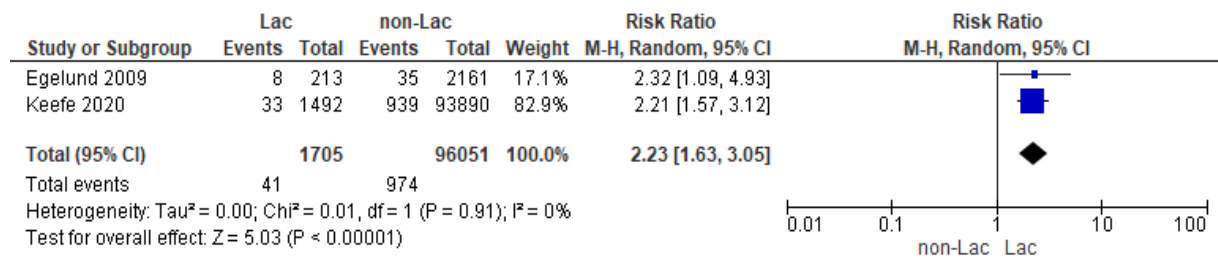 Lac non-Lac Risk Ratio Risk Ratio
Study or Subgroup Events Total Events Total Weight M-H, Random, 95% CI M-H, Random, 95% CI
Egelund 2009 8 213 35 2161 17.1% 2.32 [1.09, 4.93]
Keefe 2020 33 1492 939 93890 82.9% 2.21 [1.57, 3.12]
Total (95% CI) 1705 96051 100.0% 2.23 [1.63, 3.05]
Total events 41 974
Heterogeneity: Tau² = 0.00; Chi² = 0.01, df = 1 (P = 0.91); I² = 0%
Test for overall effect: Z = 5.03 (P < 0.00001)
0.01 0.1 1 10 100
non-Lac Lac